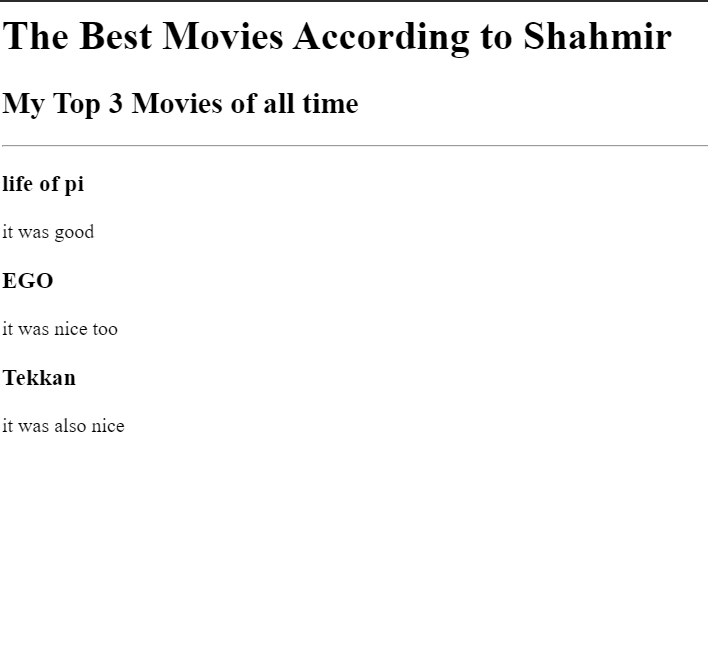 The Best Movies According to Shahmir
My Top 3 Movies of all time
life of pi
it was good
EGO
it was nice too
Tekkan
it was also nice